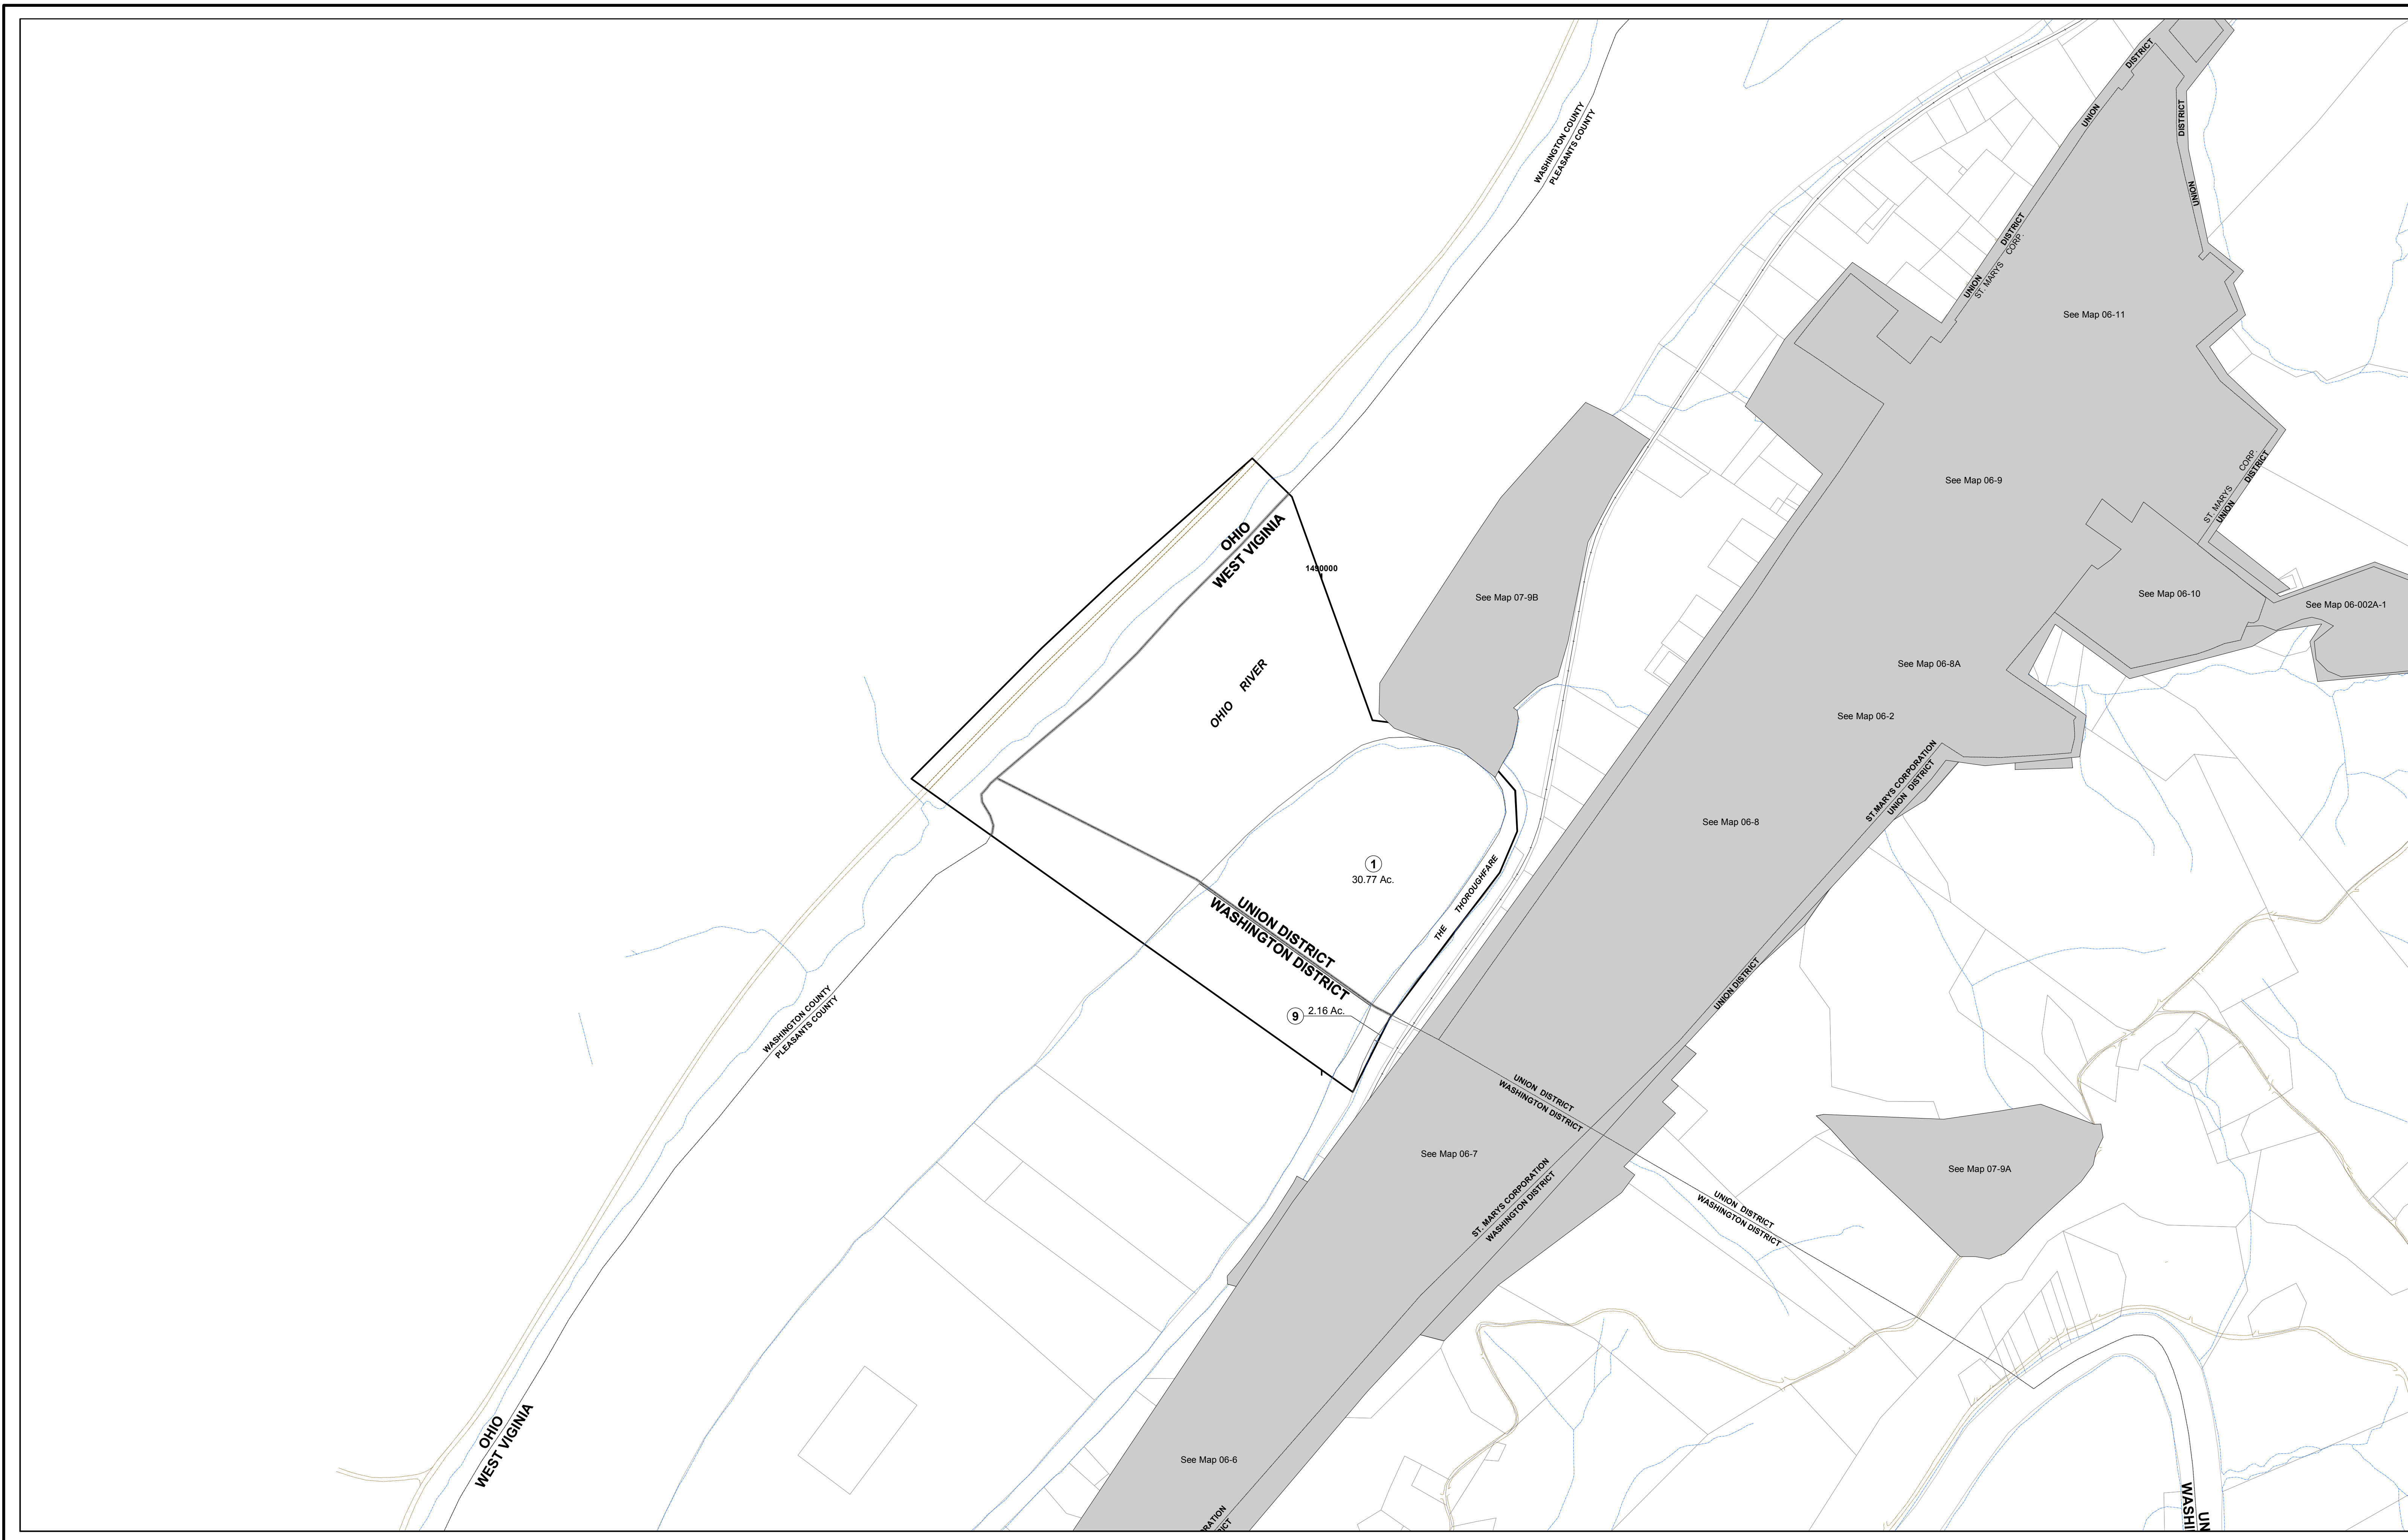 DISTRICT
UNION
DISTRICT
UNION
WASHINGTON COUNTY
PLEASANTS COUNTY
UNION DISTRICT
ST. MARYS CORP.
See Map 06-11
ST. MARYS CORP.
UNION DISTRICT
See Map 06-9
OHIO
WEST VIGINIA
1490000
See Map 07-9B
See Map 06-10
See Map 06-002A-1
OHIO RIVER
See Map 06-8A
See Map 06-2
ST.MARYS CORPORATION
UNION DISTRICT
See Map 06-8
1
30.77 Ac.
THE THOROUGHFARE
UNION DISTRICT
WASHINGTON DISTRICT
9 2.16 Ac.
UNION DISTRICT
WASHINGTON COUNTY
PLEASANTS COUNTY
UNION DISTRICT
WASHINGTON DISTRICT
See Map 06-7
See Map 07-9A
ST. MARYS CORPORATION
WASHINGTON DISTRICT
UNION DISTRICT
WASHINGTON DISTRICT
OHIO
WEST VIGINIA
See Map 06-6
RATION
RICT
WASHI
UN